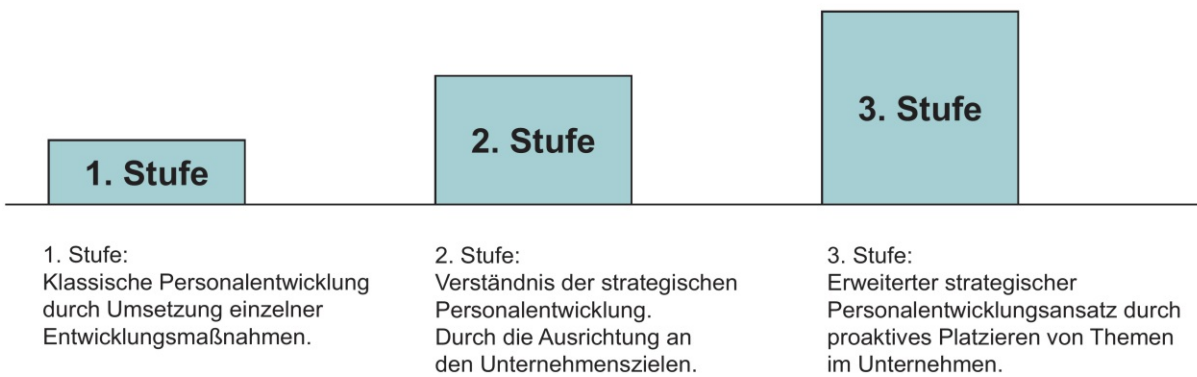 1. Stufe
2. Stufe
3. Stufe
1. Stufe:
Klassische Personalentwicklung
durch Umsetzung einzelner
Entwicklungsmaßnahmen.
2. Stufe:
Verständnis der strategischen
Personalentwicklung.
Durch die Ausrichtung an
den Unternehmenszielen.
3. Stufe:
Erweiterter strategischer
Personalentwicklungsansatz durch
proaktives Platzieren von Themen
im Unternehmen.